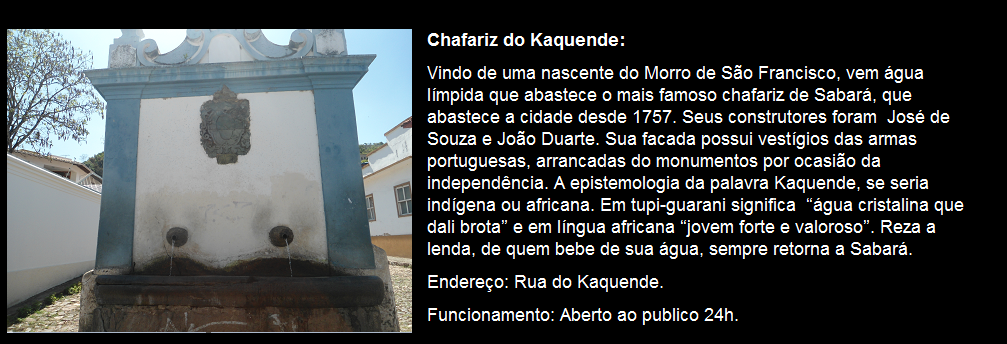 Chafariz do Kaquende:
Vindo de uma nascente do Morro de São Francisco, vem água
límpida que abastece o mais famoso chafariz de Sabará, que
abastece a cidade desde 1757. Seus construtores foram  José de
Souza e João Duarte. Sua facada possui vestígios das armas
portuguesas, arrancadas do monumentos por ocasião da
independência. A epistemologia da palavra Kaquende, se seria
indígena ou africana. Em tupi-guarani significa  “água cristalina que
dali brota” e em língua africana “jovem forte e valoroso”. Reza a
lenda, de quem bebe de sua água, sempre retorna a Sabará.
Endereço: Rua do Kaquende.
Funcionamento: Aberto ao publico 24h.